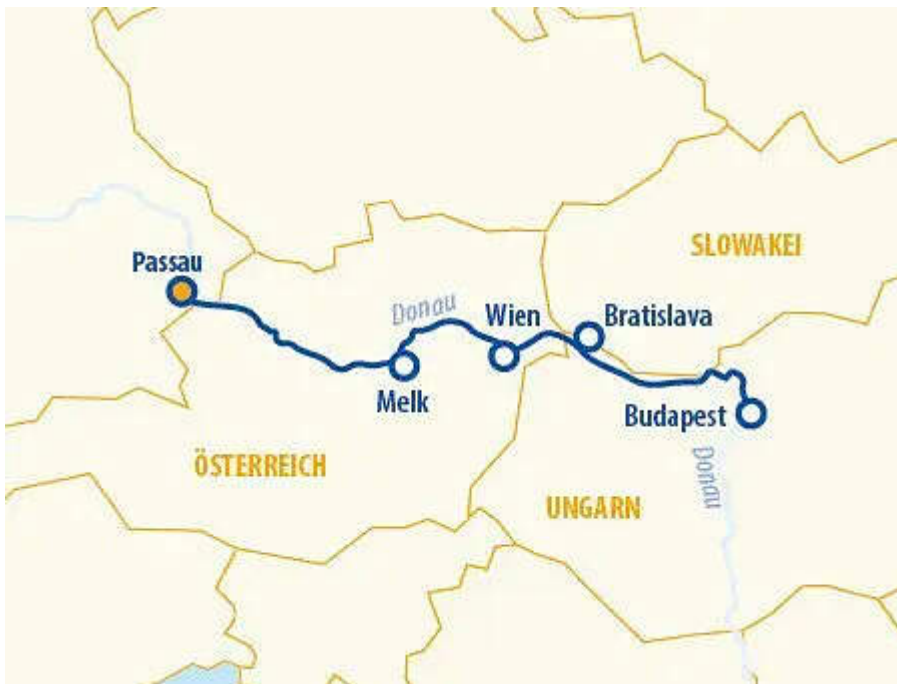 SLOWAKEI
Passau
Donau
Wien
Bratislava
Melk
Budapest
ÖSTERREICH
Donau
UNGARN